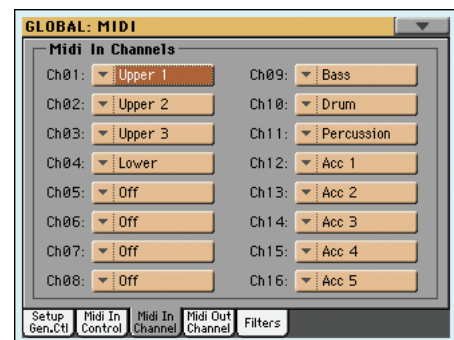 GLOBAL: MIDI
Midi In Channels
Ch01: Upper 1
Ch02: Upper 2
Ch03: Upper 3
Ch04: Lower
Ch05: Off
Ch06: Off
Ch07: Off
Ch08: Off
Ch09: Bass
Ch10: Drum
Ch11: Percussion
Ch12: Acc 1
Ch13: Acc 2
Ch14: Acc 3
Ch15: Acc 4
Ch16: Acc 5
Setup Gen.Ctl
Midi In Control
Midi In Channel
Midi Out Channel
Filters